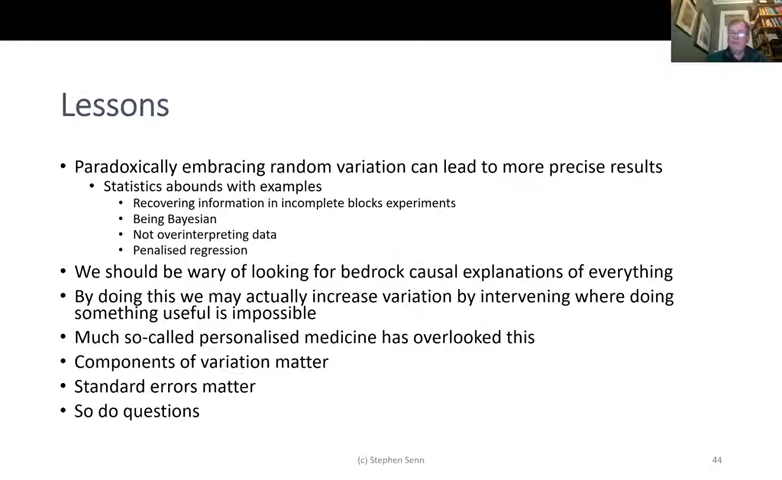 Lessons
• Paradoxically embracing random variation can lead to more precise results
• Statistics abounds with examples
• Recovering information in incomplete blocks experiments
• Being Bayesian
• Not overinterpreting data
• Penalised regression
• We should be wary of looking for bedrock causal explanations of everything
• By doing this we may actually increase variation by intervening where doing
something useful is impossible
• Much so-called personalised medicine has overlooked this
• Components of variation matter
• Standard errors matter
• So do questions
(c) Stephen Senn
44